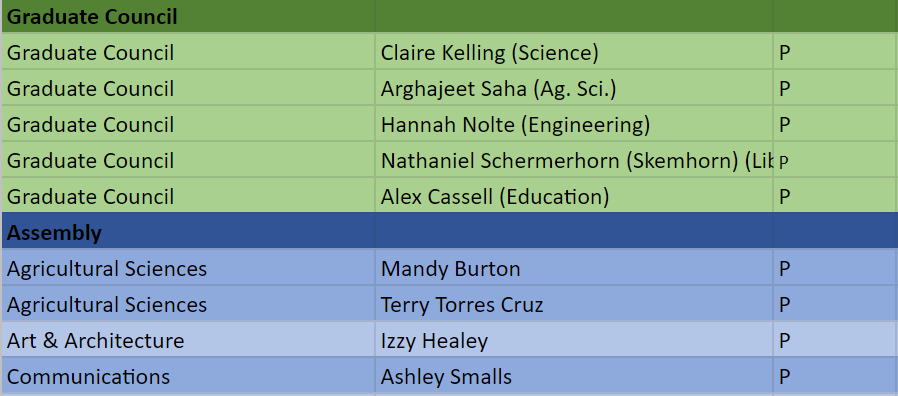 Graduate Council
Graduate Council Claire Kelling (Science) P
Graduate Council Arghajeet Saha (Ag. Sci.) P
Graduate Council Hannah Nolte (Engineering) P
Graduate Council Nathaniel Schermerhorn (Skemhorn) (Lib P
Graduate Council Alex Cassell (Education) P
Assembly
Agricultural Sciences Mandy Burton P
Agricultural Sciences Terry Torres Cruz P
Art & Architecture Izzy Healey P
Communications Ashley Smalls P